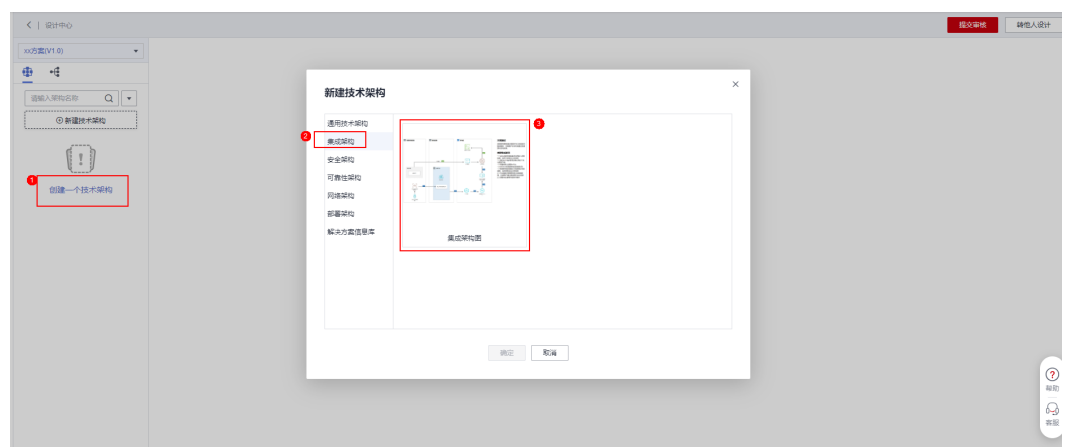 设计中心
提交审核
转他人设计
xx方案(V1.0)
请输入架构名称
新建技术架构
1
创建一个技术架构
新建技术架构
通用技术架构
2
集成架构
安全架构
可靠性架构
网络架构
部署架构
解决方案信息库
3
集成架构图
确定
取消
帮助
客服